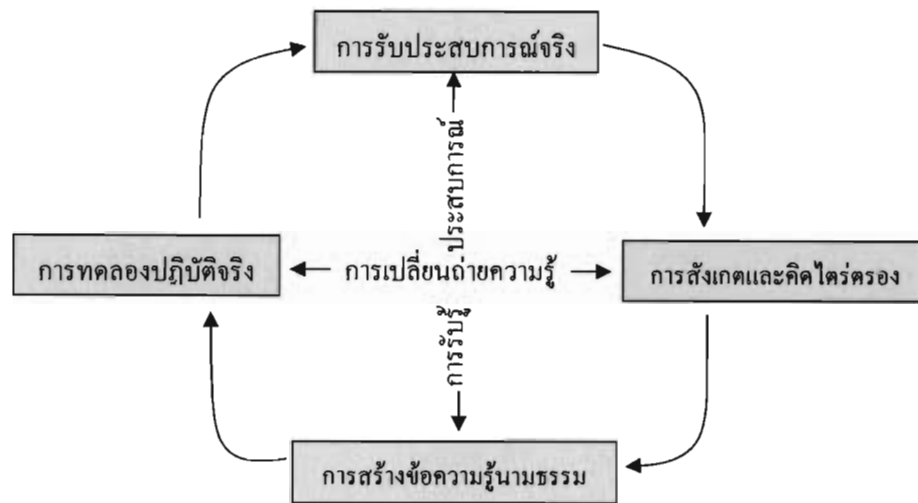 การรับประสบการณ์จริง
ประสบการณ์
การทดลองปฏิบัติจริง
การเปลี่ยนถ่ายความรู้
การสังเกตและคิดไตร่ตรอง
การรับรู้
การสร้างข้อความรู้นามธรรม